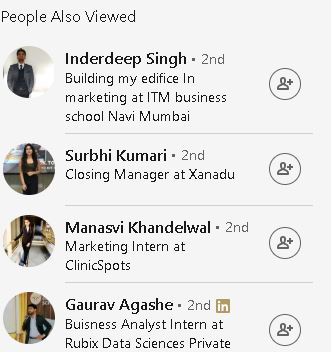 People Also Viewed
Inderdeep Singh • 2nd
Building my edifice In
marketing at ITM business
school Navi Mumbai
Surbhi Kumari • 2nd
Closing Manager at Xanadu
Manasvi Khandelwal • 2nd
Marketing Intern at
ClinicSpots
Gaurav Agashe • 2nd in
Buisness Analyst Intern at
Rubix Data Sciences Private